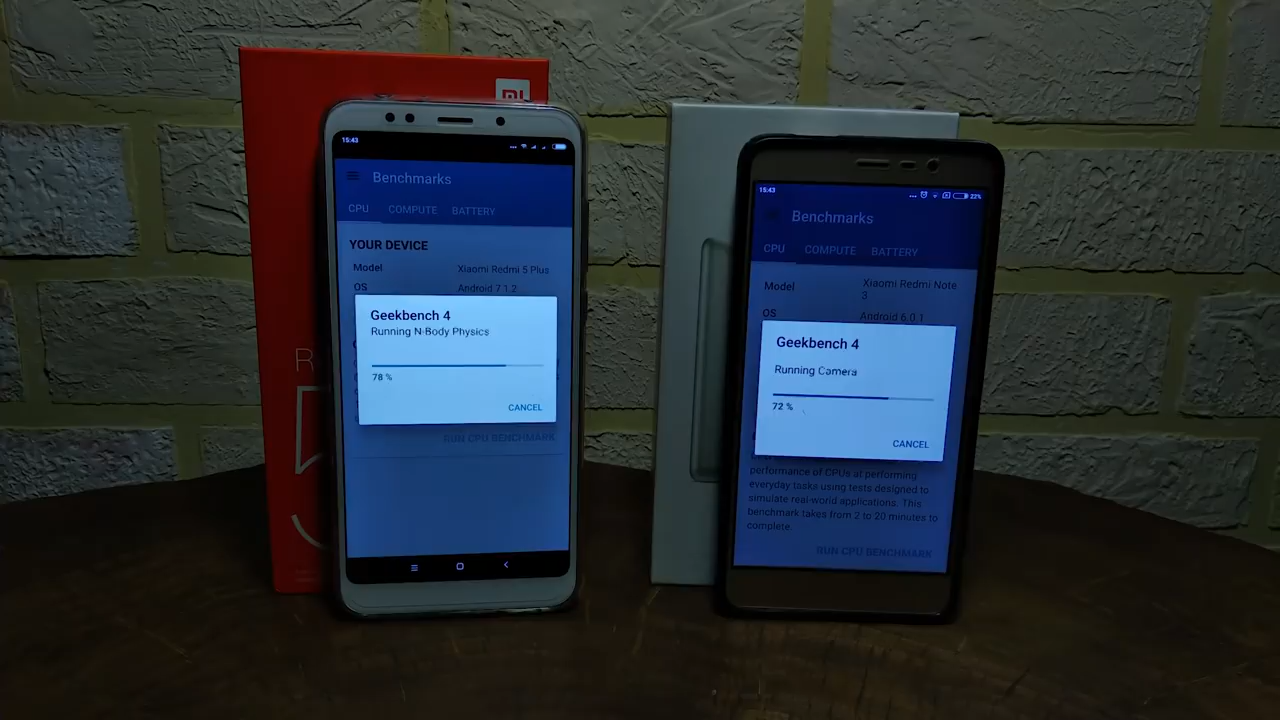 MI
R
5
15:43
Benchmarks
CPU COMPUTE BATTERY
YOUR DEVICE
Model Xiaomi Redmi 5 Plus
OS Android 7.1.2
Geekbench 4
Running N-Body Physics
78 %
CANCEL
RUN CPU BENCHMARK
15:43 22%
Benchmarks
CPU COMPUTE BATTERY
Model Xiaomi Redmi Note
3
OS Android 6.0.1
Geekbench 4
Running Camera
72 %
CANCEL
performance of CPUs at performing
everyday tasks using tests designed to
simulate real-world applications. This
benchmark takes from 2 to 20 minutes to
complete.
RUN CPU BENCHMARK